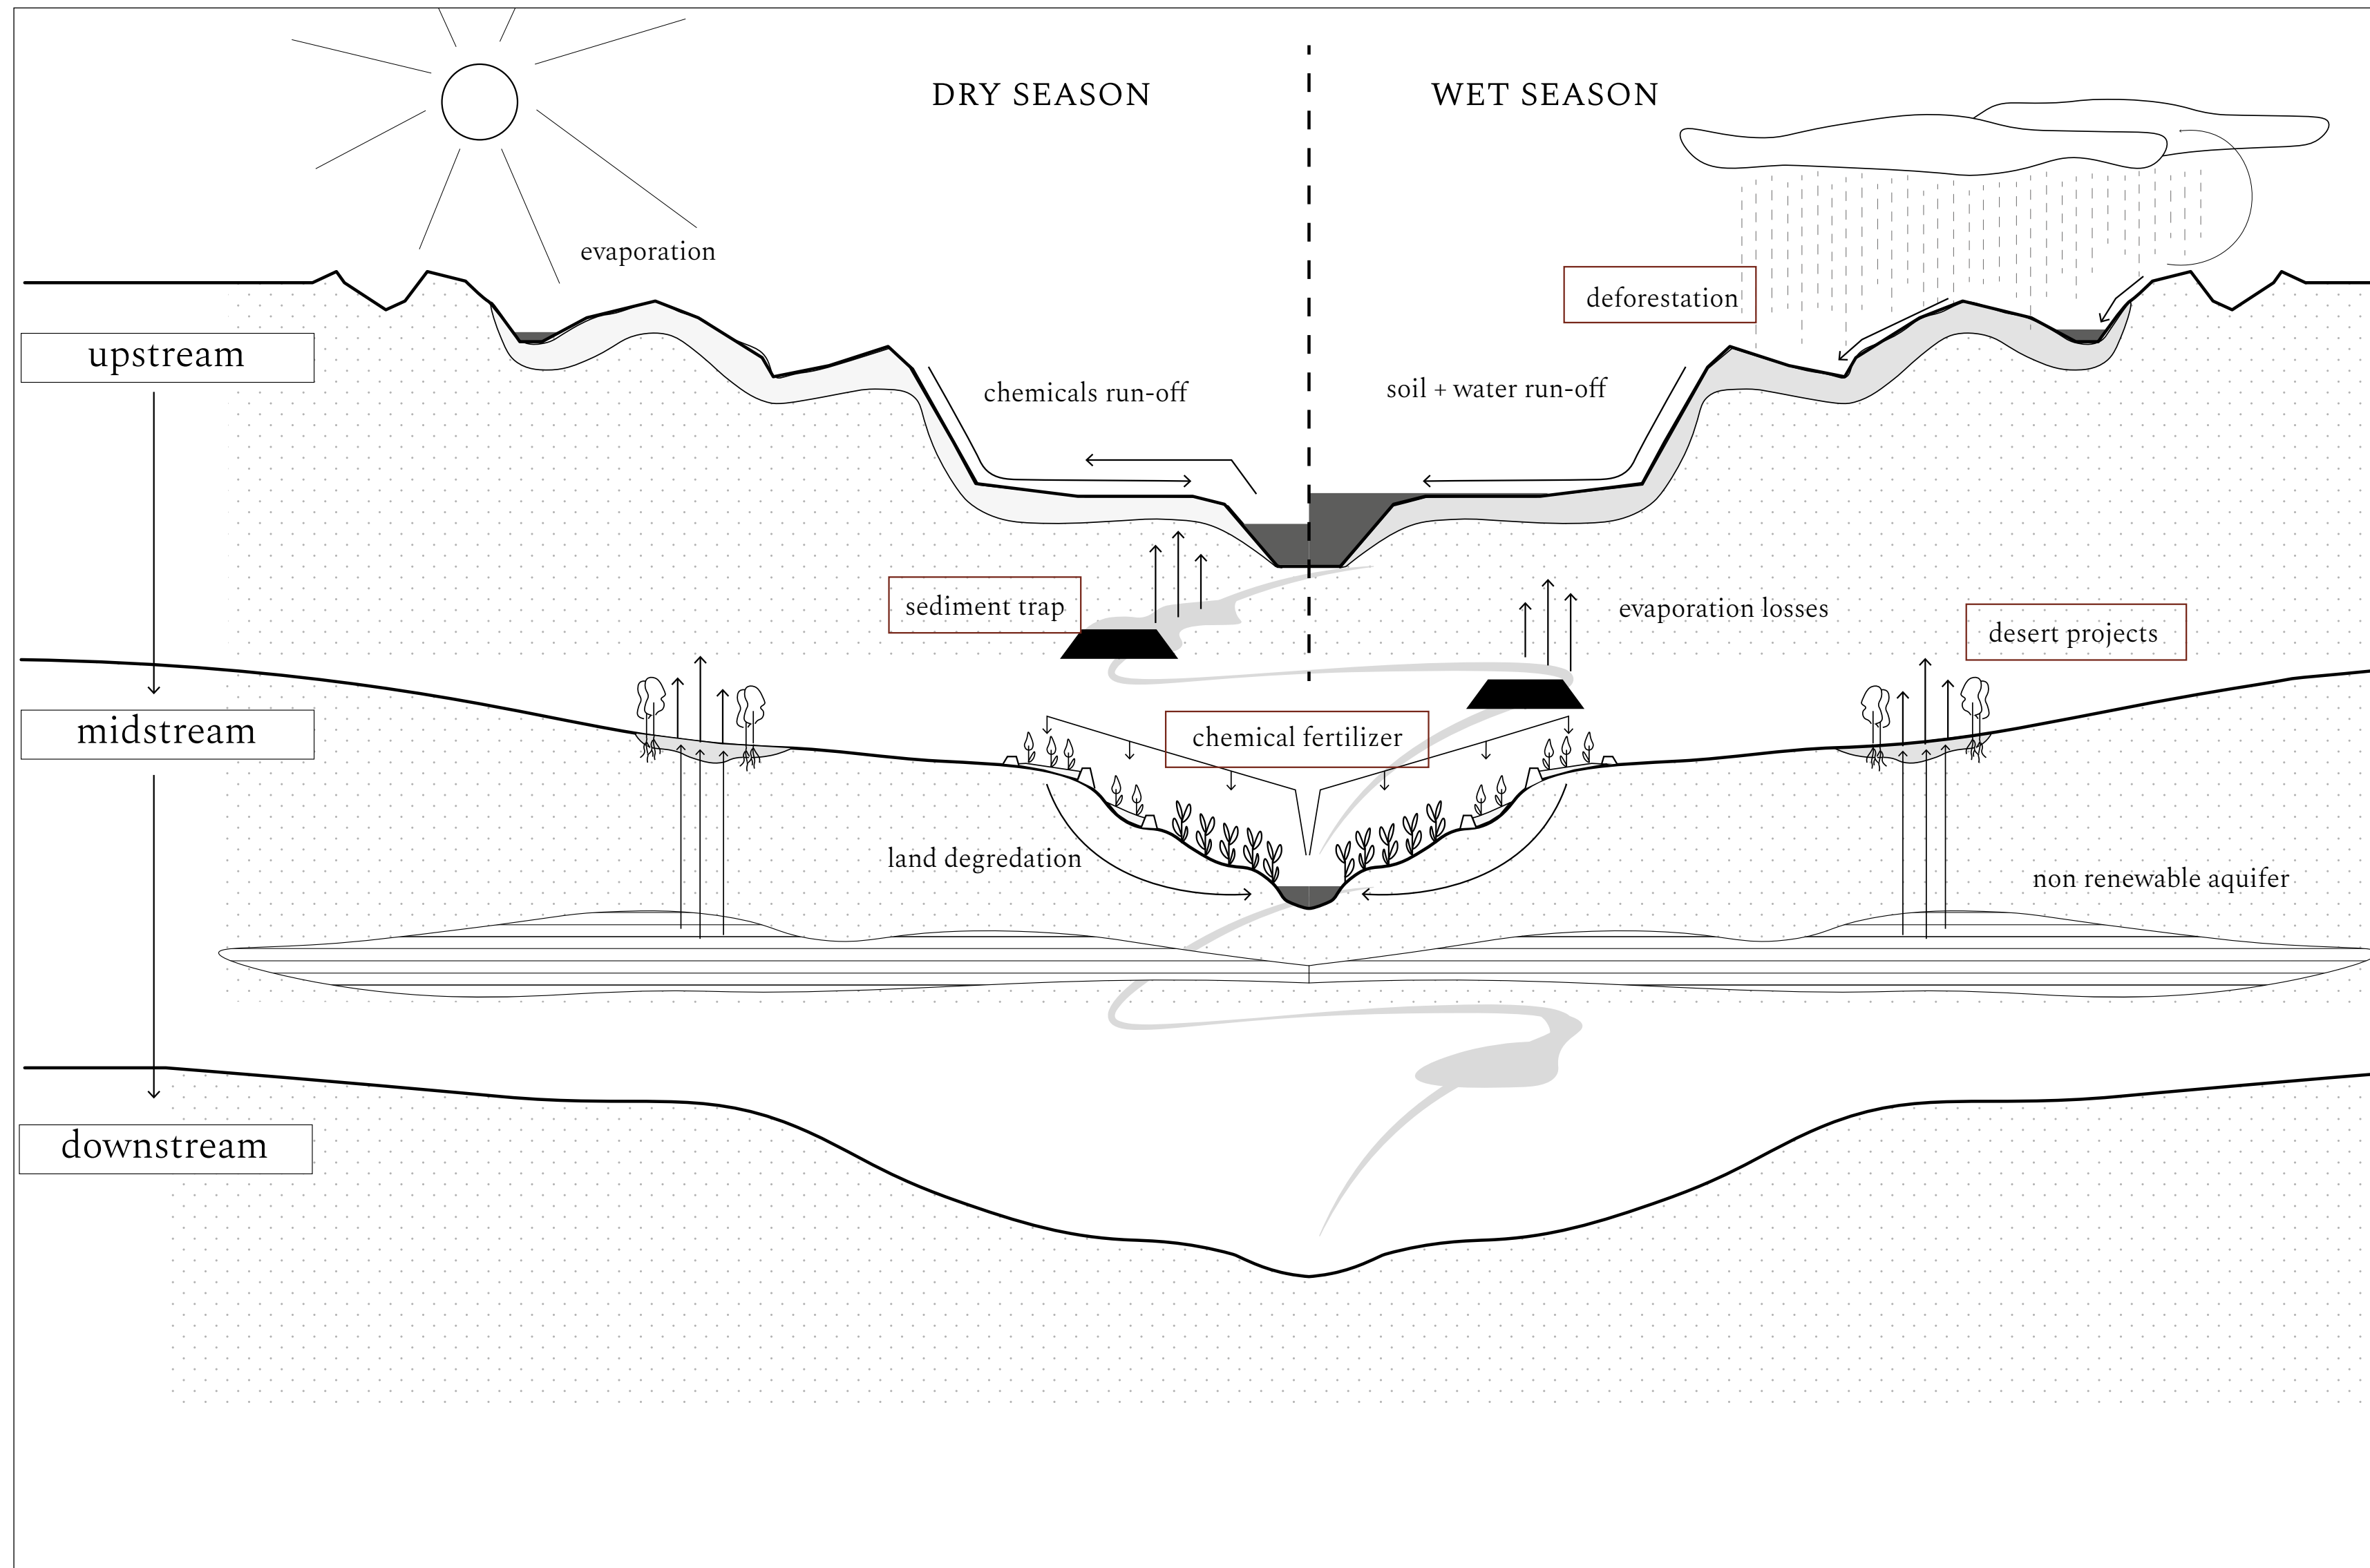 DRY SEASON
WET SEASON
evaporation
deforestation
upstream
chemicals run-off
soil + water run-off
sediment trap
evaporation losses
desert projects
midstream
chemical fertilizer
land degredation
non renewable aquifer
downstream